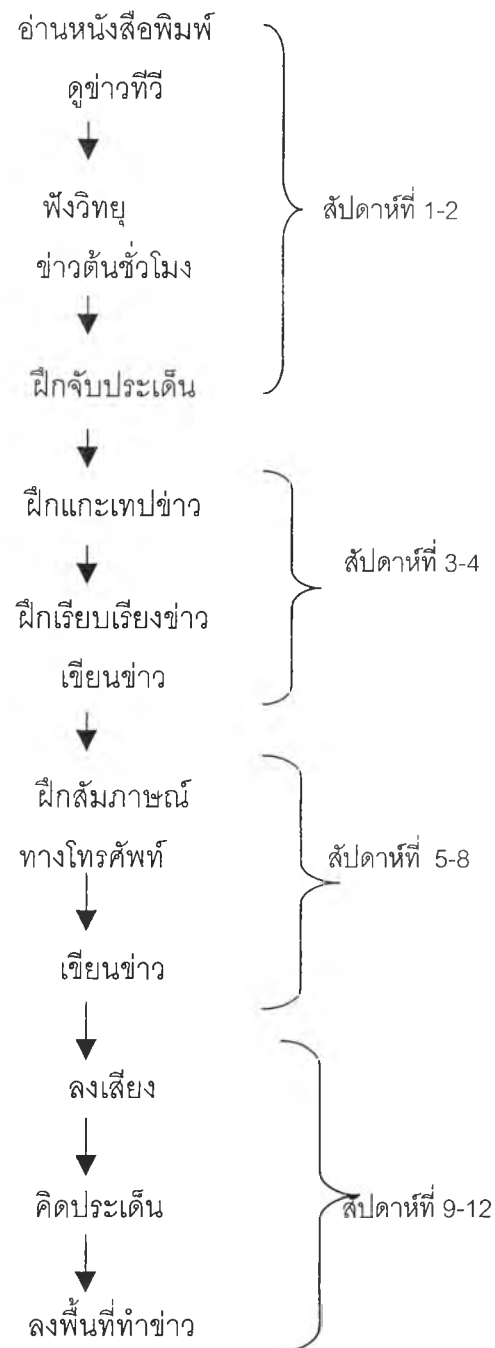 อ่านหนังสือพิมพ์
ดูข่าวทีวี
ฟังวิทยุ
สัปดาห์ที่ 1-2
ข่าวต้นชั่วโมง
ฝึกจับประเด็น
ฝึกแกะเทปข่าว
สัปดาห์ที่ 3-4
ฝึกเรียบเรียงข่าว
เขียนข่าว
ฝึกสัมภาษณ์
ทางโทรศัพท์
สัปดาห์ที่ 5-8
เขียนข่าว
ลงเสียง
คิดประเด็น
สัปดาห์ที่ 9-12
ลงพื้นที่ทำข่าว